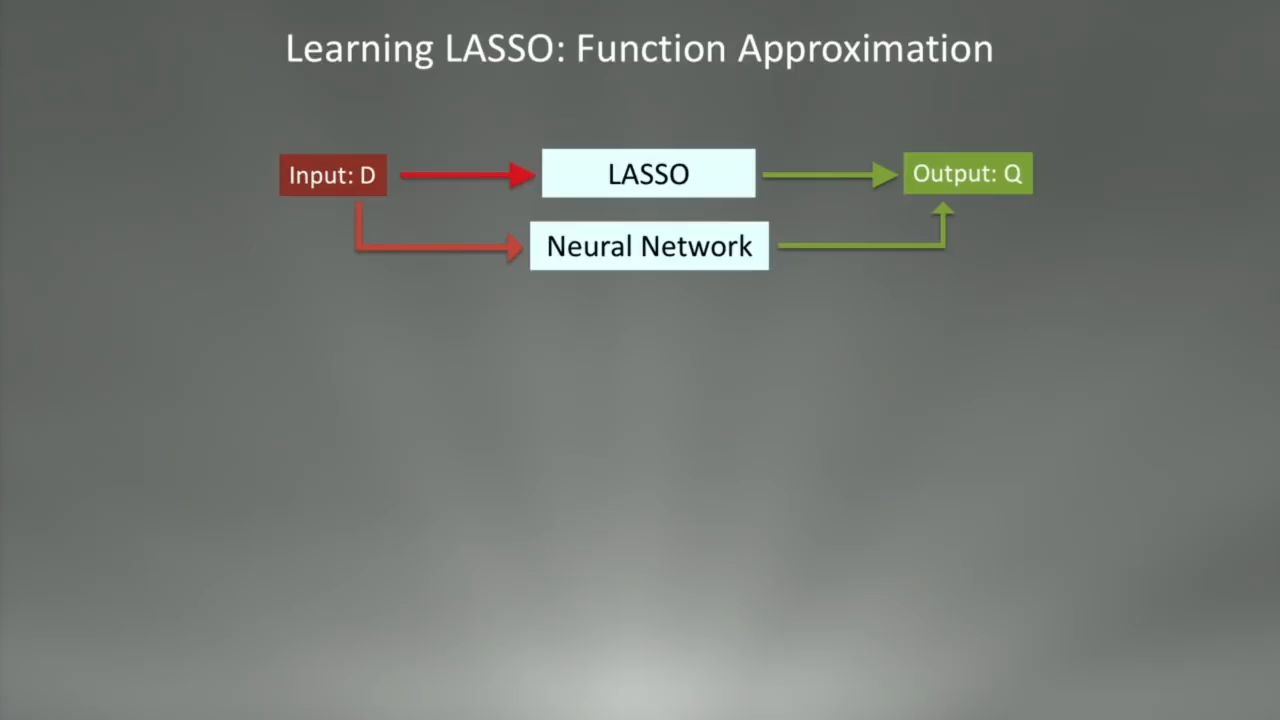 Learning LASSO: Function Approximation
Input: D
LASSO
Output: Q
Neural Network